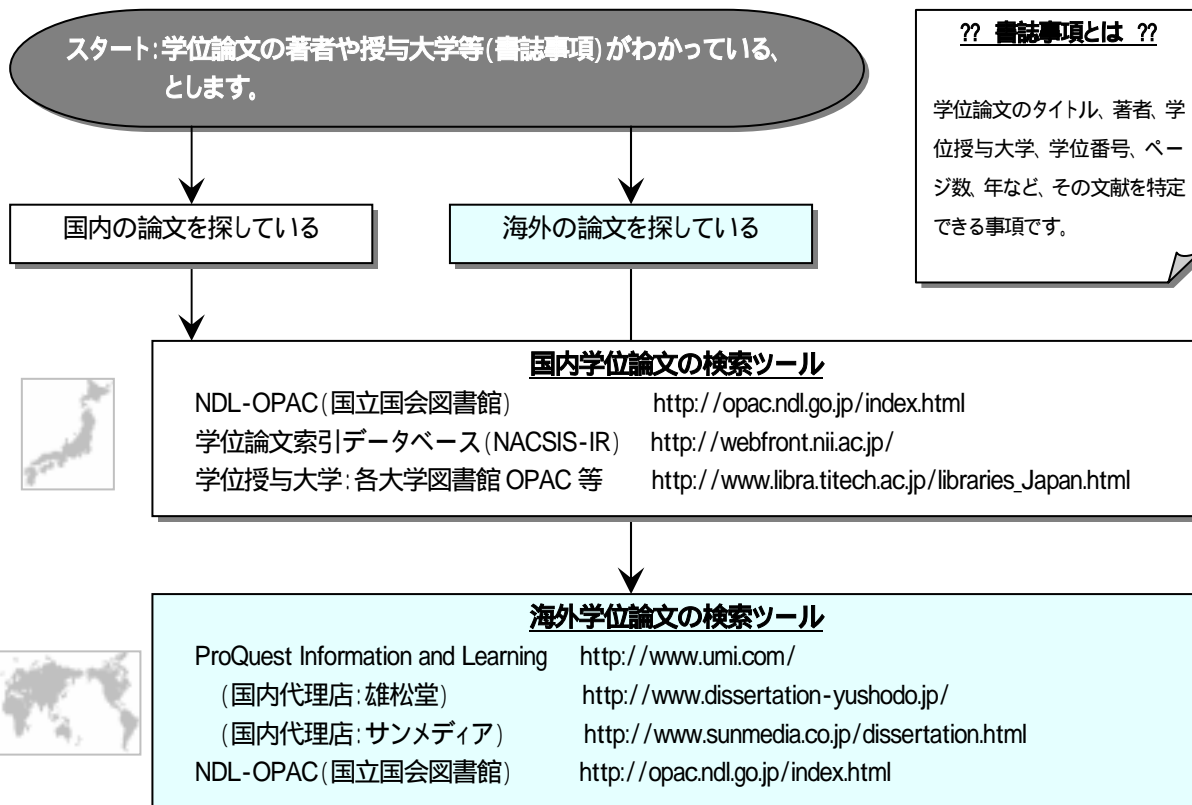 スタート:学位論文の著者や授与大学等(書誌事項)がわかっている、
とします。
?? 書誌事項とは ??
学位論文のタイトル、著者、学
位授与大学、学位番号、ペー
ジ数、年など、その文献を特定
できる事項です。
国内の論文を探している
海外の論文を探している
国内学位論文の検索ツール
NDL-OPAC(国立国会図書館) http://opac.ndl.go.jp/index.html
学位論文索引データベース(NACSIS-IR) http://webfront.nii.ac.jp/
学位授与大学:各大学図書館 OPAC 等 http://www.libra.titech.ac.jp/libraries_Japan.html
海外学位論文の検索ツール
ProQuest Information and Learning http://www.umi.com/
(国内代理店:雄松堂) http://www.dissertation-yushodo.jp/
(国内代理店:サンメディア) http://www.sunmedia.co.jp/dissertation.html
NDL-OPAC(国立国会図書館) http://opac.ndl.go.jp/index.html